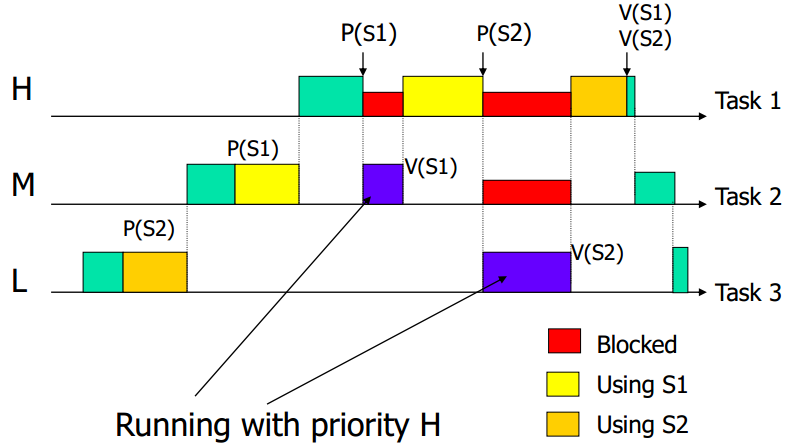 V(S1)
V(S2)
P(S1)
P(S2)
H
Task 1
P(S1)
V(S1)
M
Task 2
P(S2)
V(S2)
L
Task 3
Blocked
Using S1
Using S2
Running with priority H